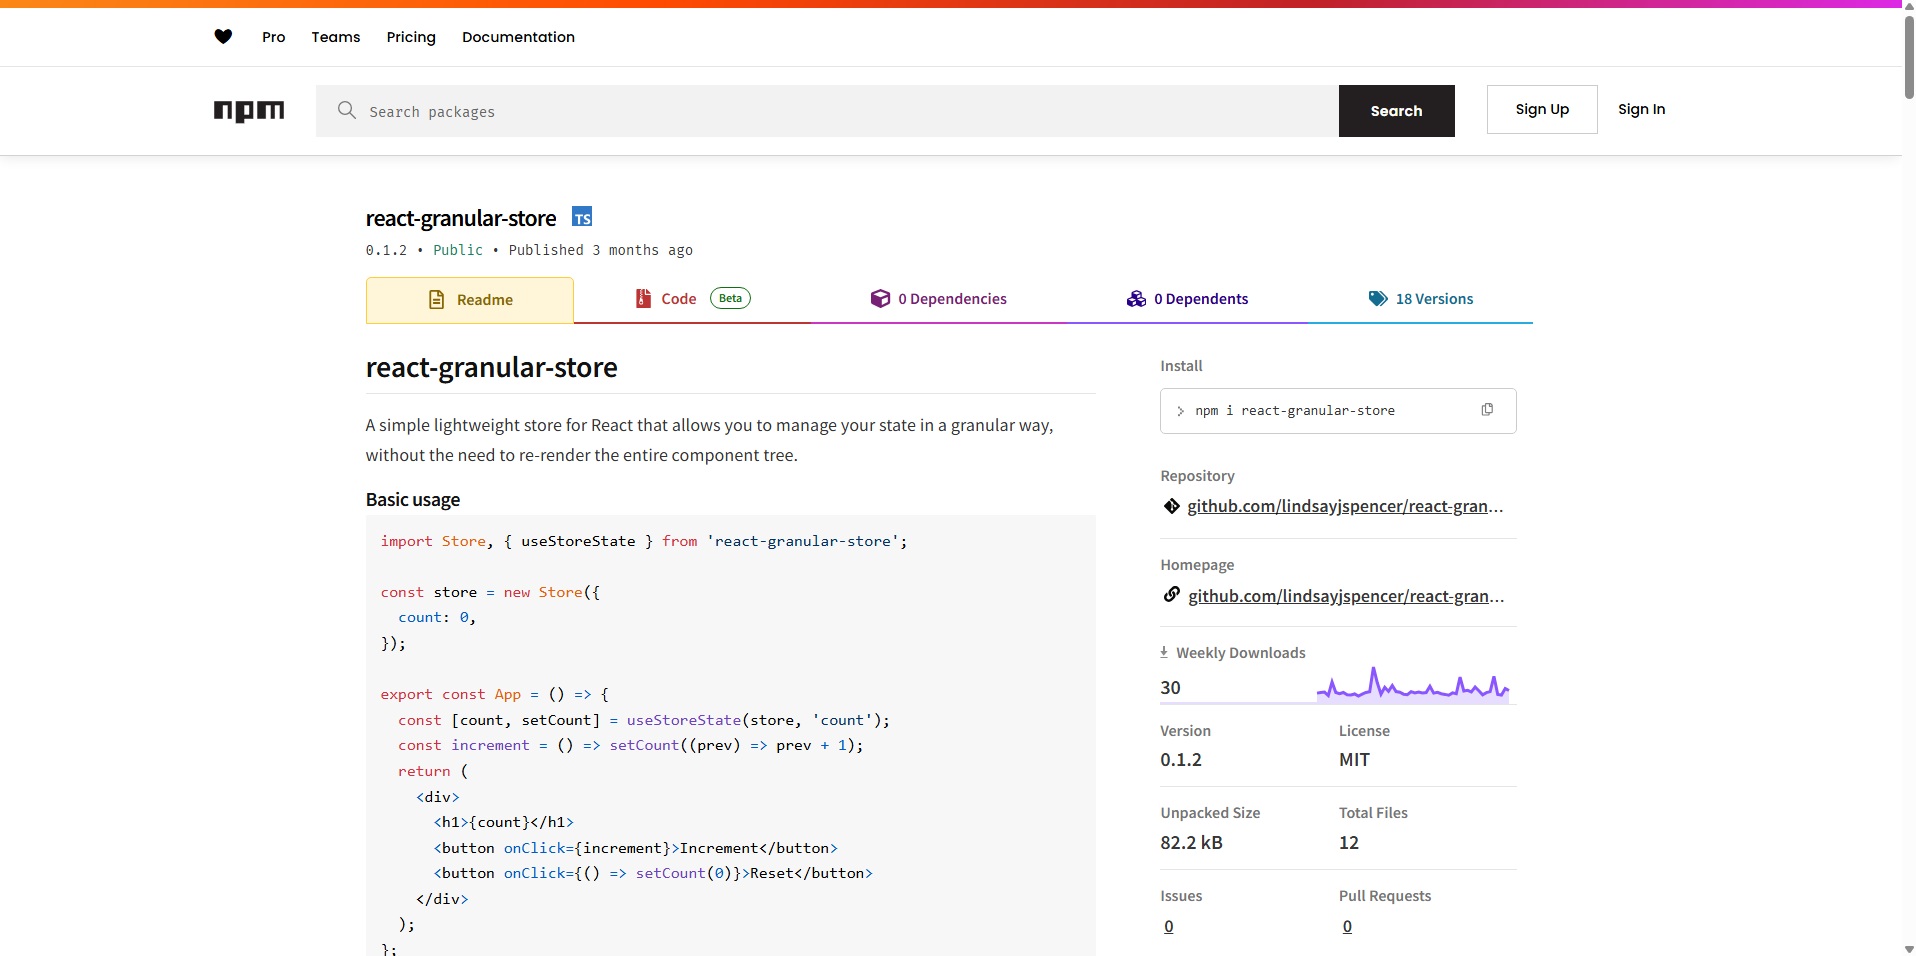 Pro Teams Pricing Documentation
npm Search packages Search Sign Up Sign In
react-granular-store TS
0.1.2 • Public • Published 3 months ago
Readme Code Beta 0 Dependencies 0 Dependents 18 Versions
react-granular-store
A simple lightweight store for React that allows you to manage your state in a granular way,
without the need to re-render the entire component tree.
Basic usage
import Store, { useStoreState } from 'react-granular-store';
const store = new Store({
  count: 0,
});
export const App = () => {
  const [count, setCount] = useStoreState(store, 'count');
  const increment = () => setCount((prev) => prev + 1);
  return (
    <div>
      <h1>{count}</h1>
      <button onClick={increment}>Increment</button>
      <button onClick={() => setCount(0)}>Reset</button>
    </div>
  );
};
Install
> npm i react-granular-store
Repository
github.com/lindsayjspencer/react-gran...
Homepage
github.com/lindsayjspencer/react-gran...
Weekly Downloads
30
Version License
0.1.2 MIT
Unpacked Size Total Files
82.2 kB 12
Issues Pull Requests
0 0